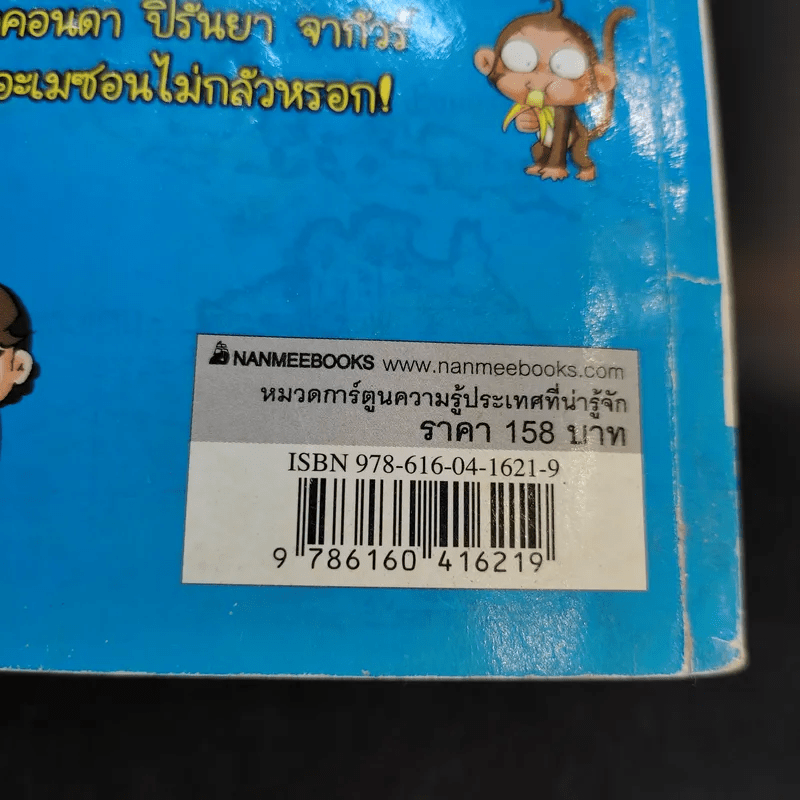 คอนดา ปิรันยา จากัวร์
อะเมซอนไม่กลัวหรอก!
NANMEEBOOKS www.nanmeebooks.com
หมวดการ์ตูนความรู้ประเทศที่น่ารู้จัก
ราคา 158 บาท
ISBN 978-616-04-1621-9
9 786160 416219